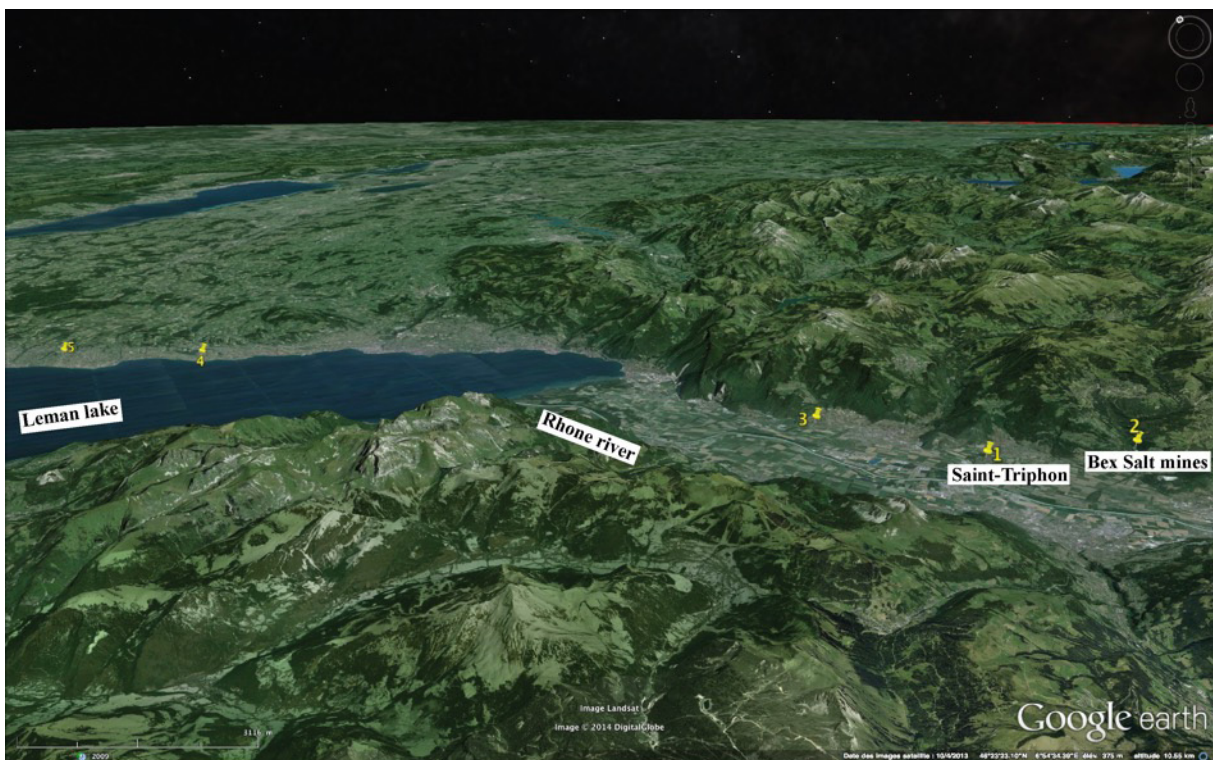 5
4
Leman lake
Rhone river
3
1
Saint-Triphon
2
Bex Salt mines
Image Landsat
Image © 2014 DigitalGlobe
Google earth
2009